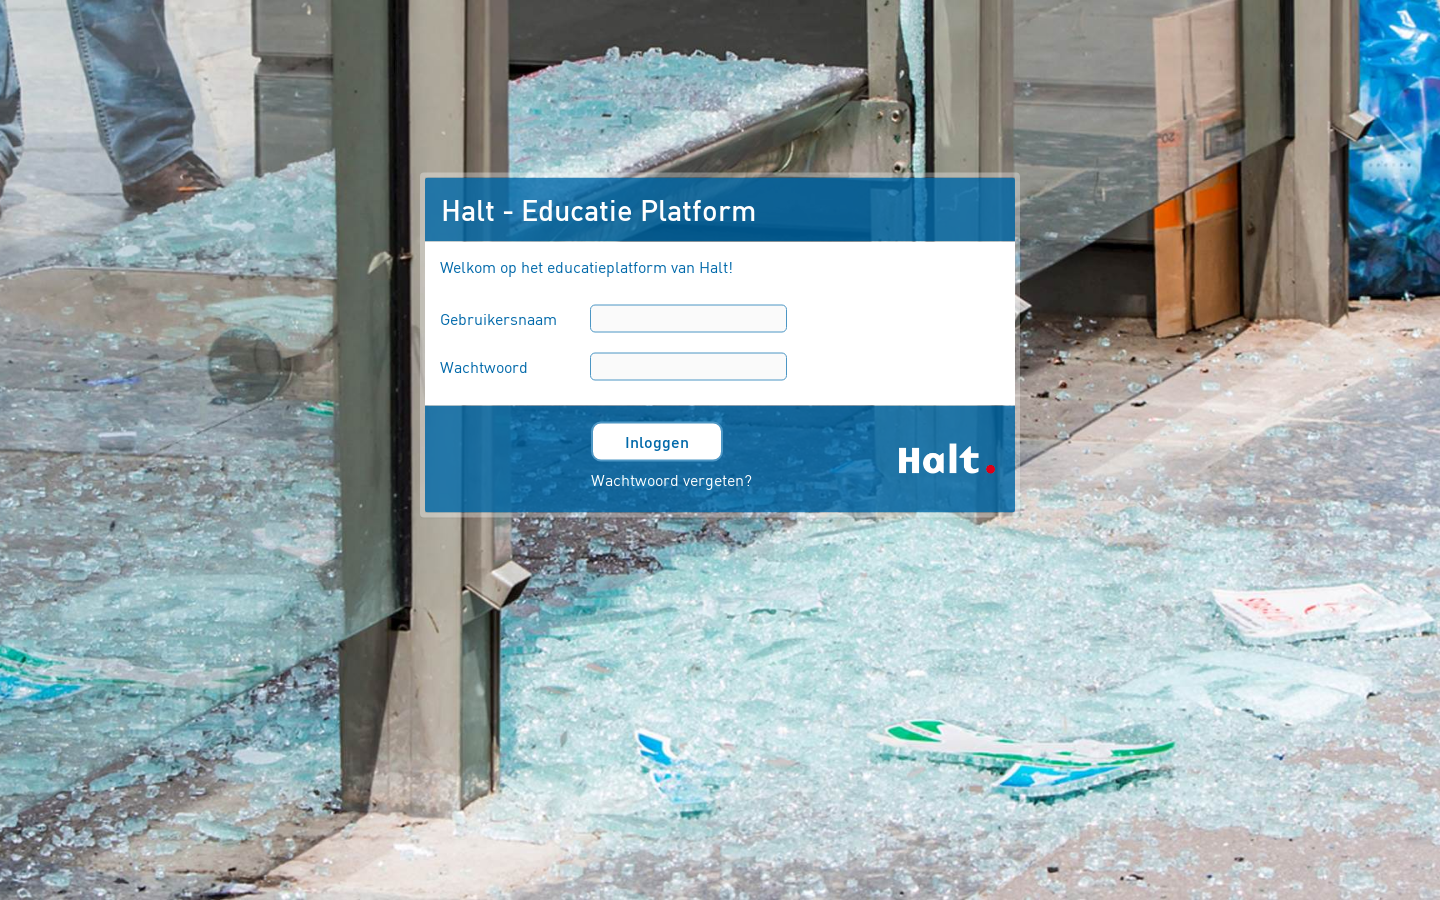 Halt - Educatie Platform
Welkom op het educatieplatform van Halt!
Gebruikersnaam
Wachtwoord
Inloggen
Wachtwoord vergeten?
Halt.